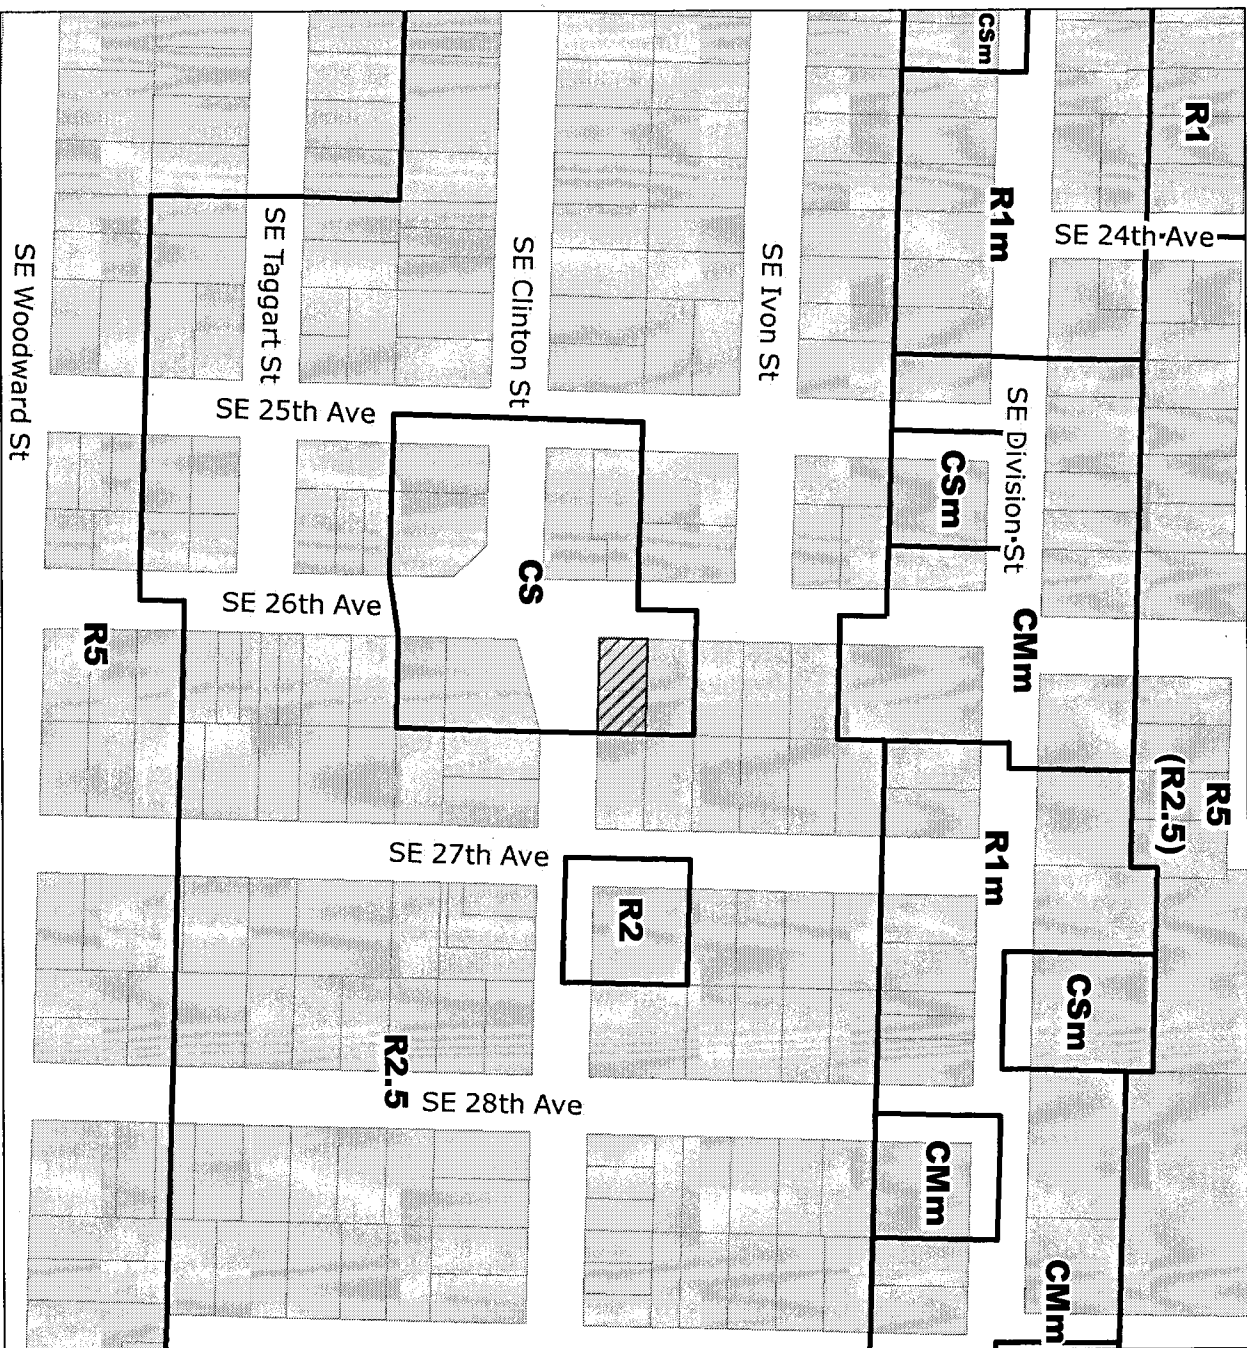 CSm
R1
R1m
SE 24th Ave
SE Taggart St
SE Clinton St
SE Ivon St
SE Woodward St
SE 25th Ave
SE Division St
CSm
CS
SE 26th Ave
R5
CMm
R5
(R2.5)
SE 27th Ave
R1m
R2
CSm
R2.5
SE 28th Ave
CMm
CMm